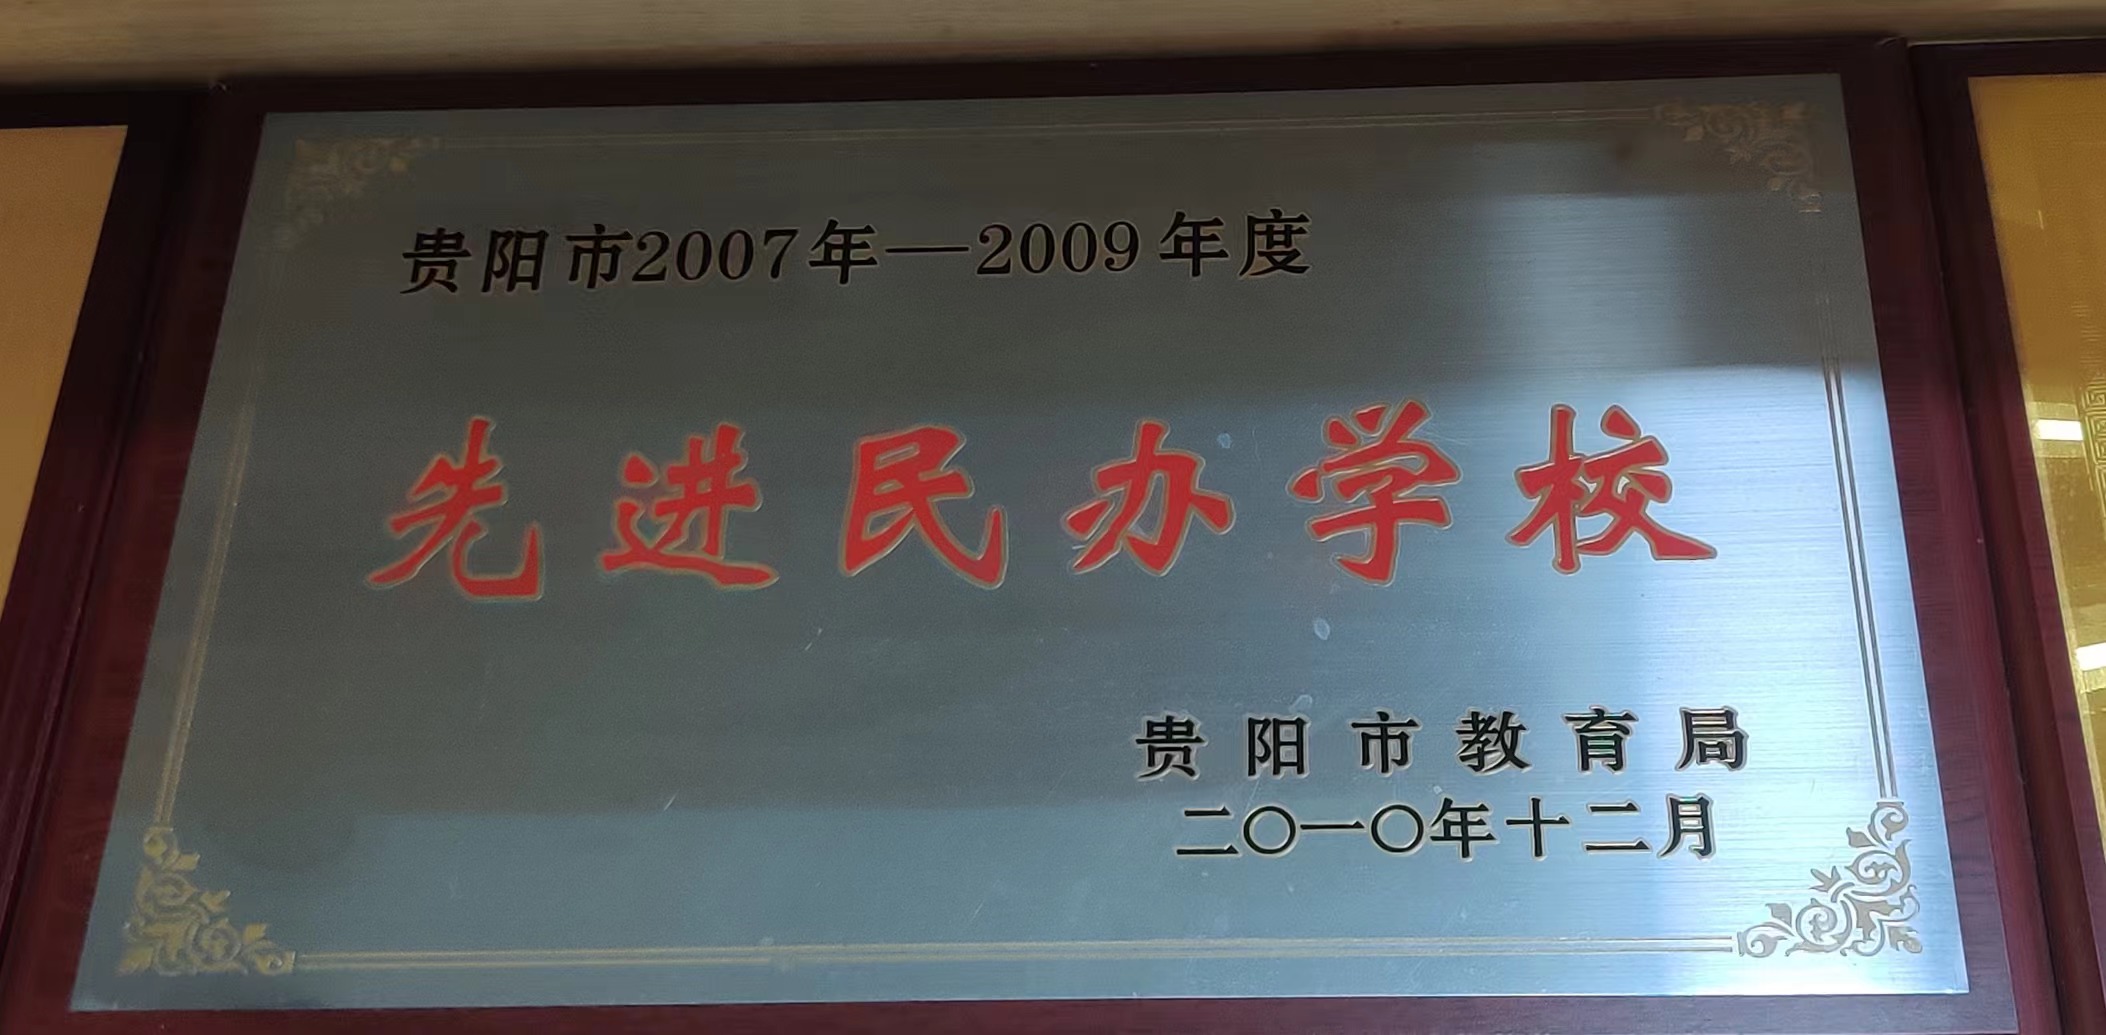 贵阳市2007年—2009年度
先进民办学校
贵阳市教育局
二〇一〇年十二月